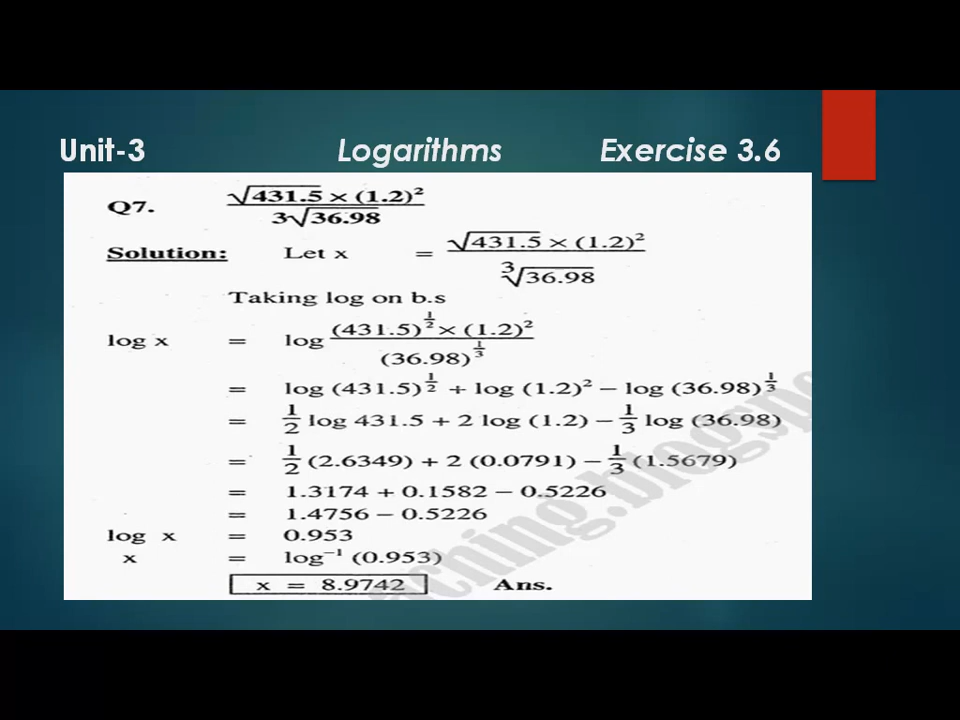 Unit-3 Logarithms Exercise 3.6
Q7. √431.5 × (1.2)² / 3√36.98
Solution: Let x = √431.5 × (1.2)² / ³√36.98
Taking log on b.s
log x = log (431.5)^(1/2) × (1.2)² / (36.98)^(1/3)
= log (431.5)^(1/2) + log (1.2)² − log (36.98)^(1/3)
= 1/2 log 431.5 + 2 log (1.2) − 1/3 log (36.98)
= 1/2 (2.6349) + 2 (0.0791) − 1/3 (1.5679)
= 1.3174 + 0.1582 − 0.5226
= 1.4756 − 0.5226
log x = 0.953
x = log⁻¹ (0.953)
x = 8.9742 Ans.